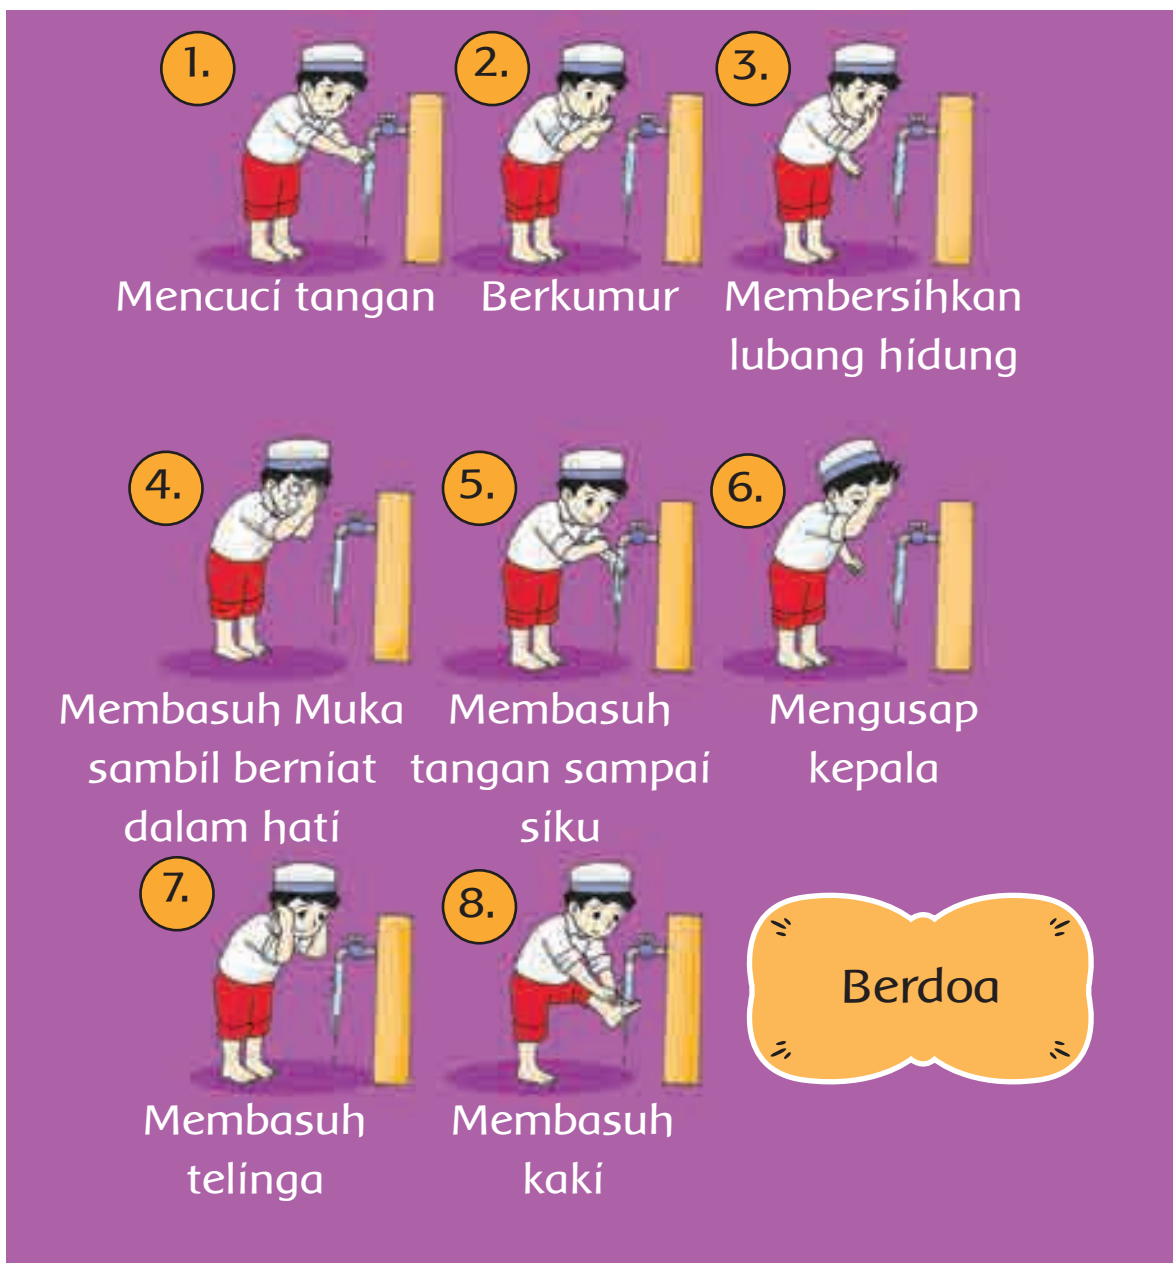 1.
Mencuci tangan
2.
Berkumur
3.
Membersihkan
lubang hidung
4.
Membasuh Muka
sambil berniat
dalam hati
5.
Membasuh
tangan sampai
siku
6.
Mengusap
kepala
7.
Membasuh
telinga
8.
Membasuh
kaki
Berdoa